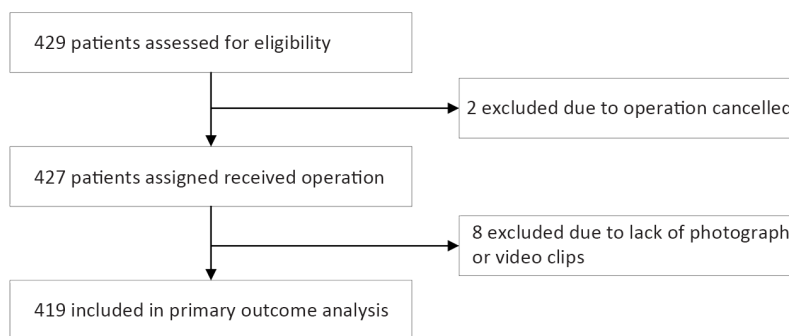 429 patients assessed for eligibility
2 excluded due to operation cancelled
427 patients assigned received operation
8 excluded due to lack of photograph
or video clips
419 included in primary outcome analysis